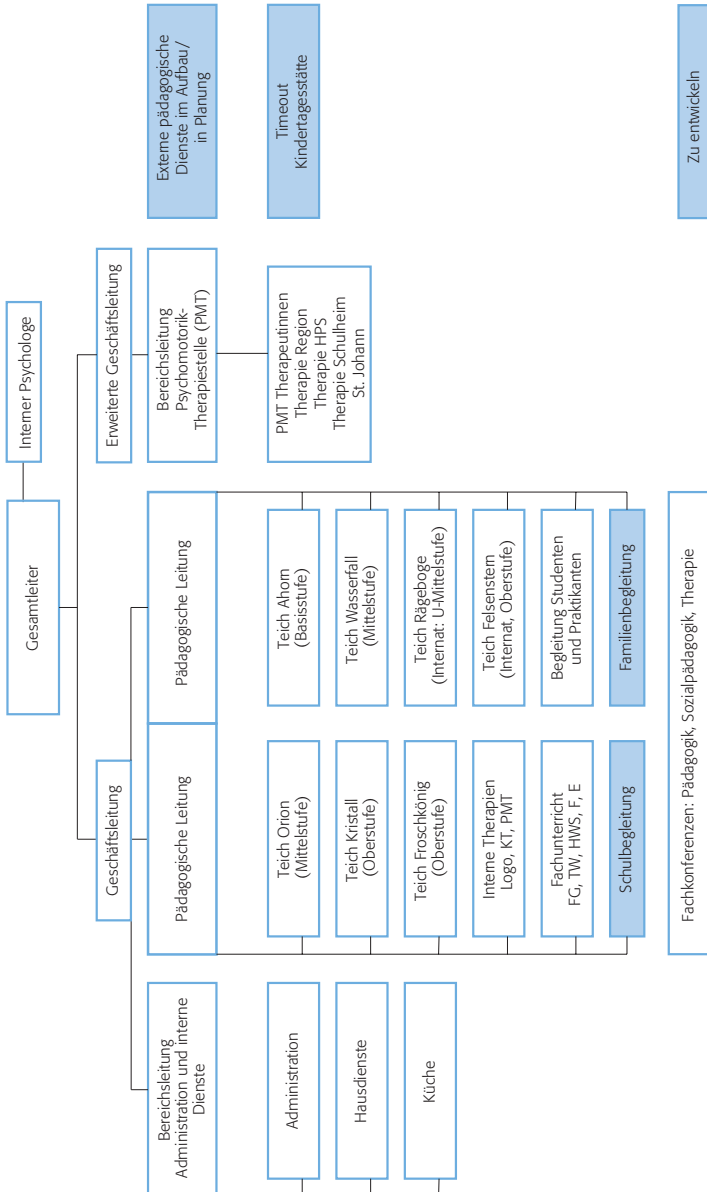 Gesamtleiter
Interner Psychologe
Geschäftsleitung
Erweiterte Geschäftsleitung
Bereichsleitung
Administration und interne
Dienste
Pädagogische Leitung
Pädagogische Leitung
Bereichsleitung
Psychomotorik-
Therapiestelle (PMT)
Externe pädagogische
Dienste im Aufbau/
in Planung
Administration
Hausdienste
Küche
Teich Orion
(Mittelstufe)
Teich Kristall
(Oberstufe)
Teich Froschkönig
(Oberstufe)
Interne Therapien
Logo, KT, PMT
Fachunterricht
FG, TW, HWS, F, E
Schulbegleitung
Teich Ahorn
(Basisstufe)
Teich Wasserfall
(Mittelstufe)
Teich Rägeboge
(Internat: U-Mittelstufe)
Teich Felsenstern
(Internat, Oberstufe)
Begleitung Studenten
und Praktikanten
Familienbegleitung
PMT Therapeutinnen
Therapie Region
Therapie HPS
Therapie Schulheim
St. Johann
Timeout
Kindertagesstätte
Fachkonferenzen: Pädagogik, Sozialpädagogik, Therapie
Zu entwickeln